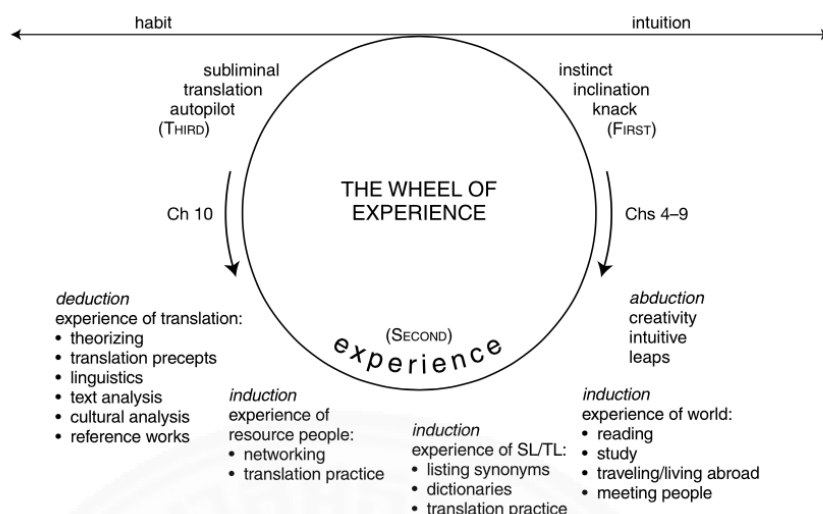 habit
intuition
subliminal
translation
autopilot
(THIRD)
instinct
inclination
knack
(FIRST)
THE WHEEL OF
EXPERIENCE
Ch 10
Chs 4–9
deduction
experience of translation:
• theorizing
• translation precepts
• linguistics
• text analysis
• cultural analysis
• reference works
(SECOND)
experience
abduction
creativity
intuitive
leaps
induction
experience of
resource people:
• networking
• translation practice
induction
experience of SL/TL:
• listing synonyms
• dictionaries
• translation practice
induction
experience of world:
• reading
• study
• traveling/living abroad
• meeting people